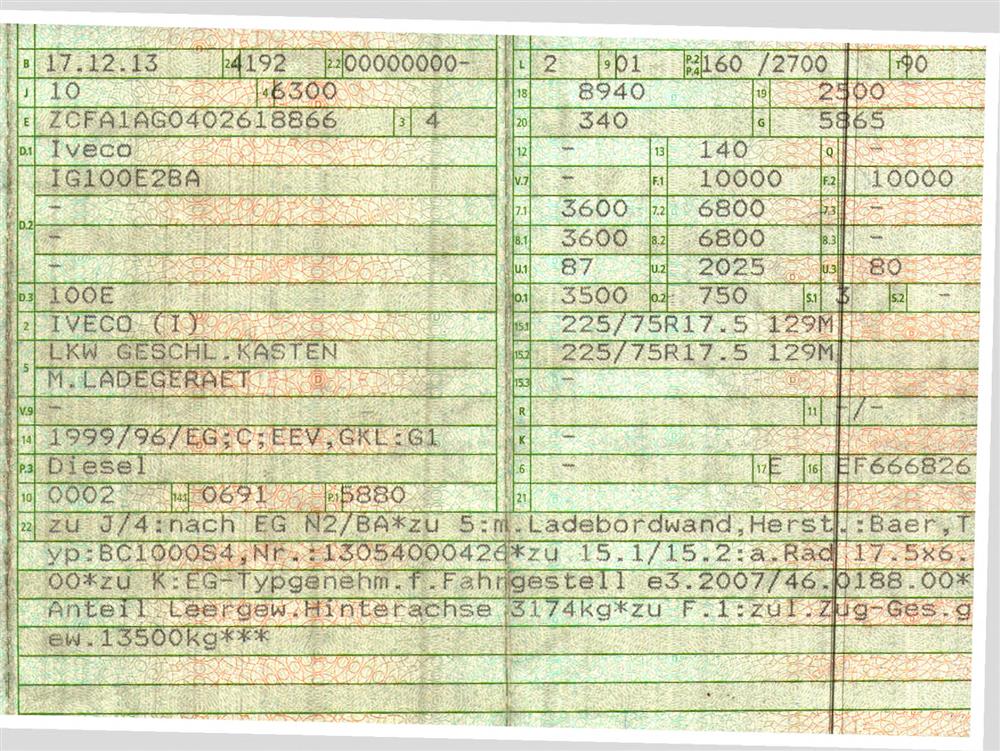 B 17.12.13 2.1 4192 2.2 00000000-
J 10 4 6300
E ZCFA1AG0402618866 3 4
D.1 Iveco
IG100E2BA
-
D.2 -
-
D.3 100E
2 IVECO (I)
LKW GESCHL.KASTEN
5 M.LADEGERAET
V.9 -
14 1999/96/EG;C;EEV,GKL:G1
P.3 Diesel
10 0002 14.1 0691 P.1 5880
L 2 9 01 P.2 P.4 160 /2700 T 90
18 8940 19 2500
20 340 G 5865
12 - 13 140 Q -
V.7 - F.1 10000 F.2 10000
7.1 3600 7.2 6800 7.3 -
8.1 3600 8.2 6800 8.3 -
U.1 87 U.2 2025 U.3 80
O.1 3500 O.2 750 S.1 3 S.2 -
15.1 225/75R17.5 129M
15.2 225/75R17.5 129M
15.3 -
R 11 -/-
K -
6 - 17 E 16 EF666826
21
22 zu J/4:nach EG N2/BA*zu 5:m.Ladebordwand,Herst.:Baer,T
yp:BC1000S4,Nr.:13054000426*zu 15.1/15.2:a.Rad 17.5x6.
00*zu K:EG-Typgenehm.f.Fahrgestell e3.2007/46.0188.00*
Anteil Leergew.Hinterachse 3174kg*zu F.1:zul.Zug-Ges.g
ew.13500kg***